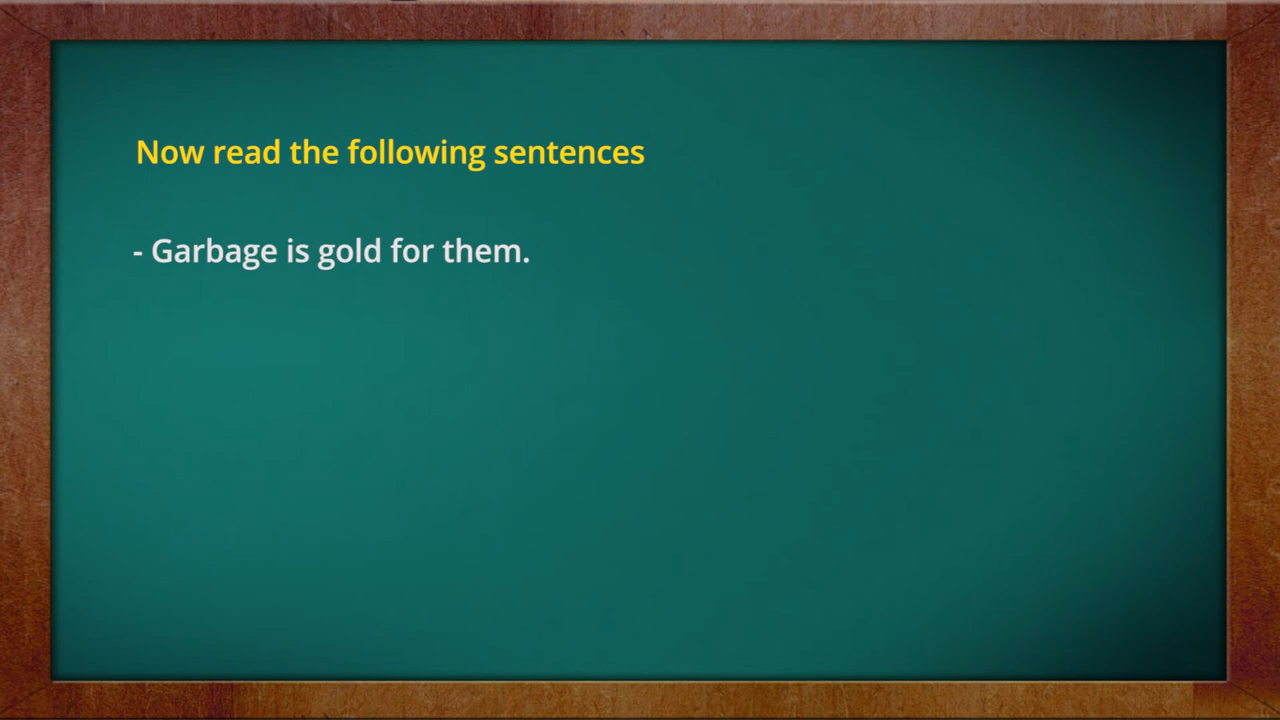 Now read the following sentences
- Garbage is gold for them.